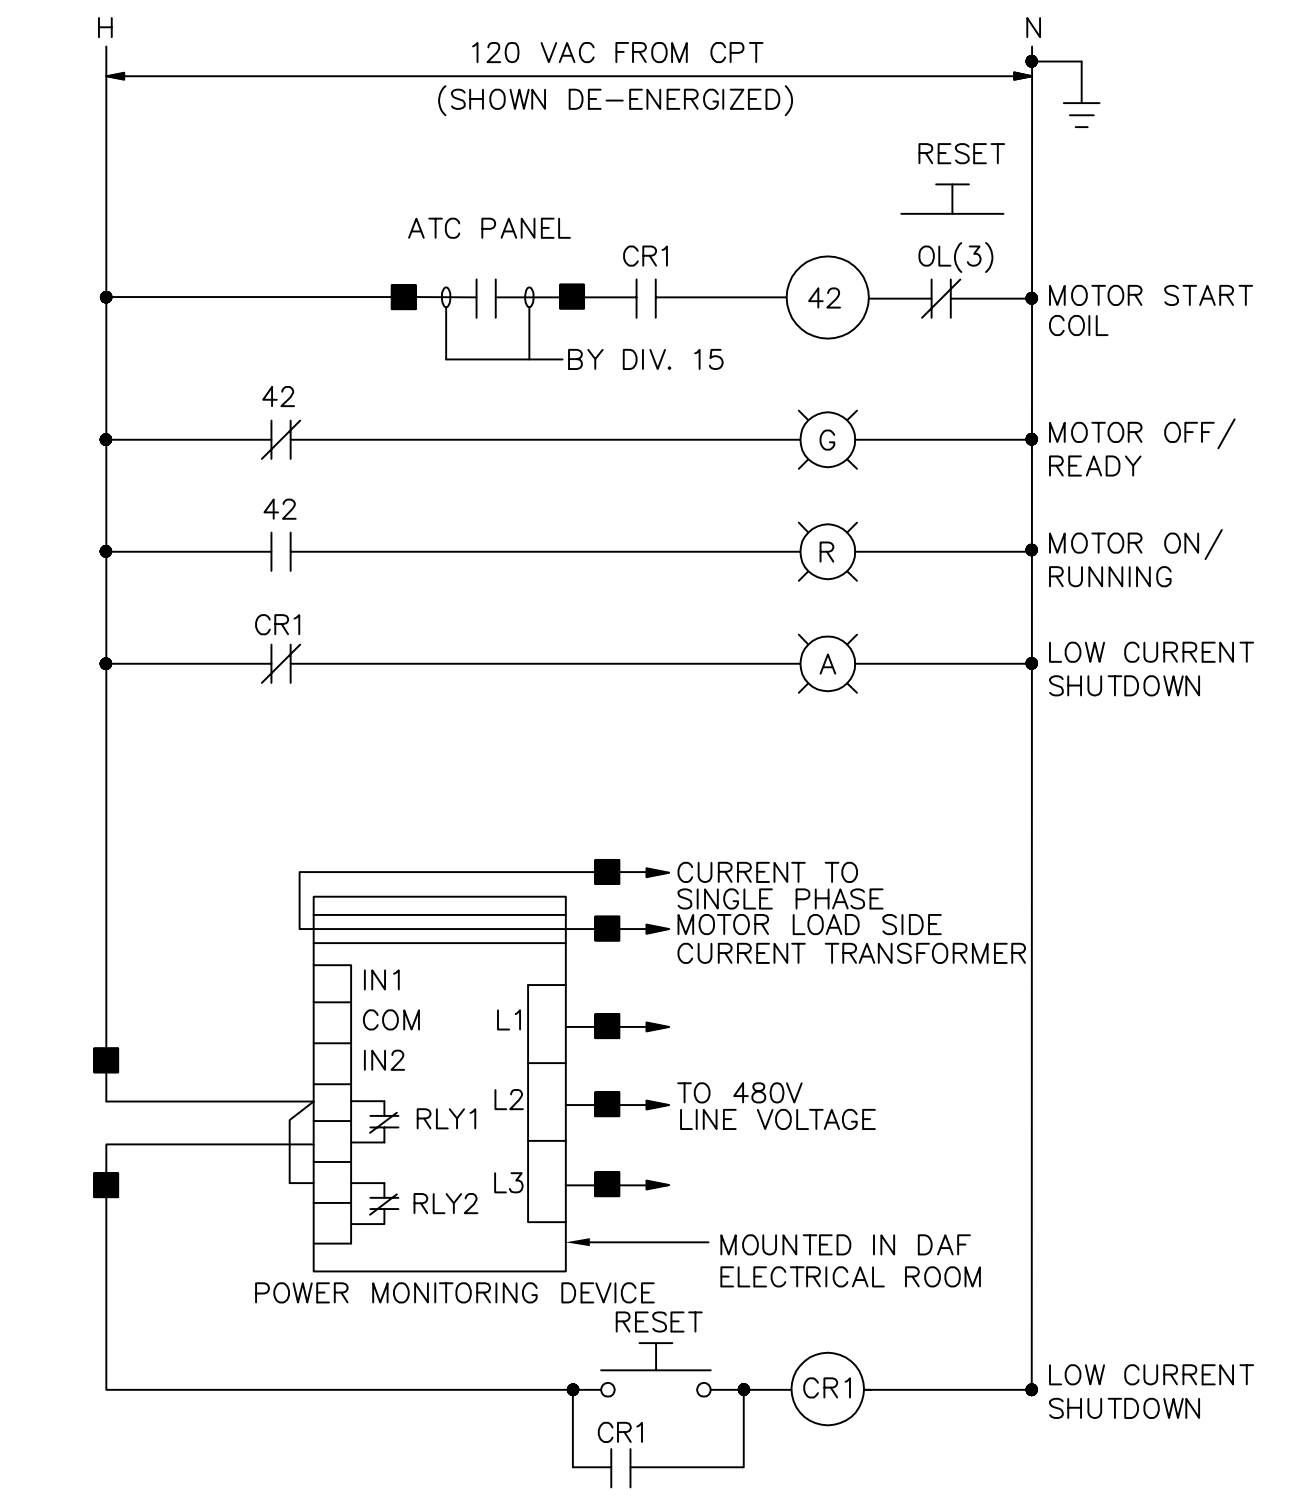 H
N
120 VAC FROM CPT
(SHOWN DE-ENERGIZED)
RESET
ATC PANEL
CR1
OL(3)
42
MOTOR START
COIL
BY DIV. 15
42
G
MOTOR OFF/
READY
42
R
MOTOR ON/
RUNNING
CR1
A
LOW CURRENT
SHUTDOWN
CURRENT TO
SINGLE PHASE
MOTOR LOAD SIDE
CURRENT TRANSFORMER
IN1
COM
IN2
L1
L2
L3
TO 480V
LINE VOLTAGE
RLY1
RLY2
MOUNTED IN DAF
ELECTRICAL ROOM
POWER MONITORING DEVICE
RESET
CR1
LOW CURRENT
SHUTDOWN
CR1